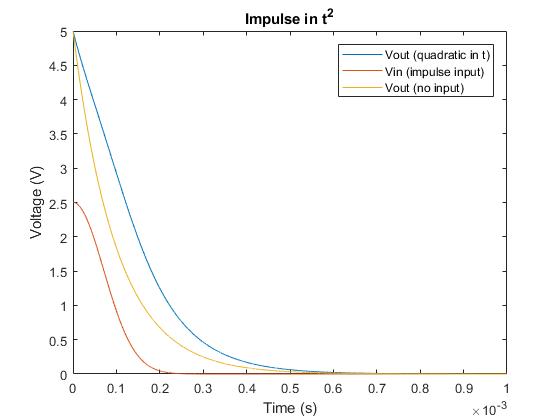 Impulse in t²
5
4.5
4
3.5
3
2.5
2
1.5
1
0.5
0
Voltage (V)
Vout (quadratic in t)
Vin (impulse input)
Vout (no input)
0 0.1 0.2 0.3 0.4 0.5 0.6 0.7 0.8 0.9 1
Time (s)
×10⁻³